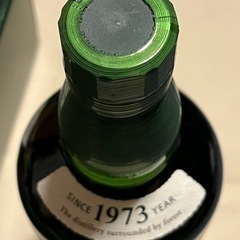 SINCE 1973 YEAR
The distillery surrounded by forest.